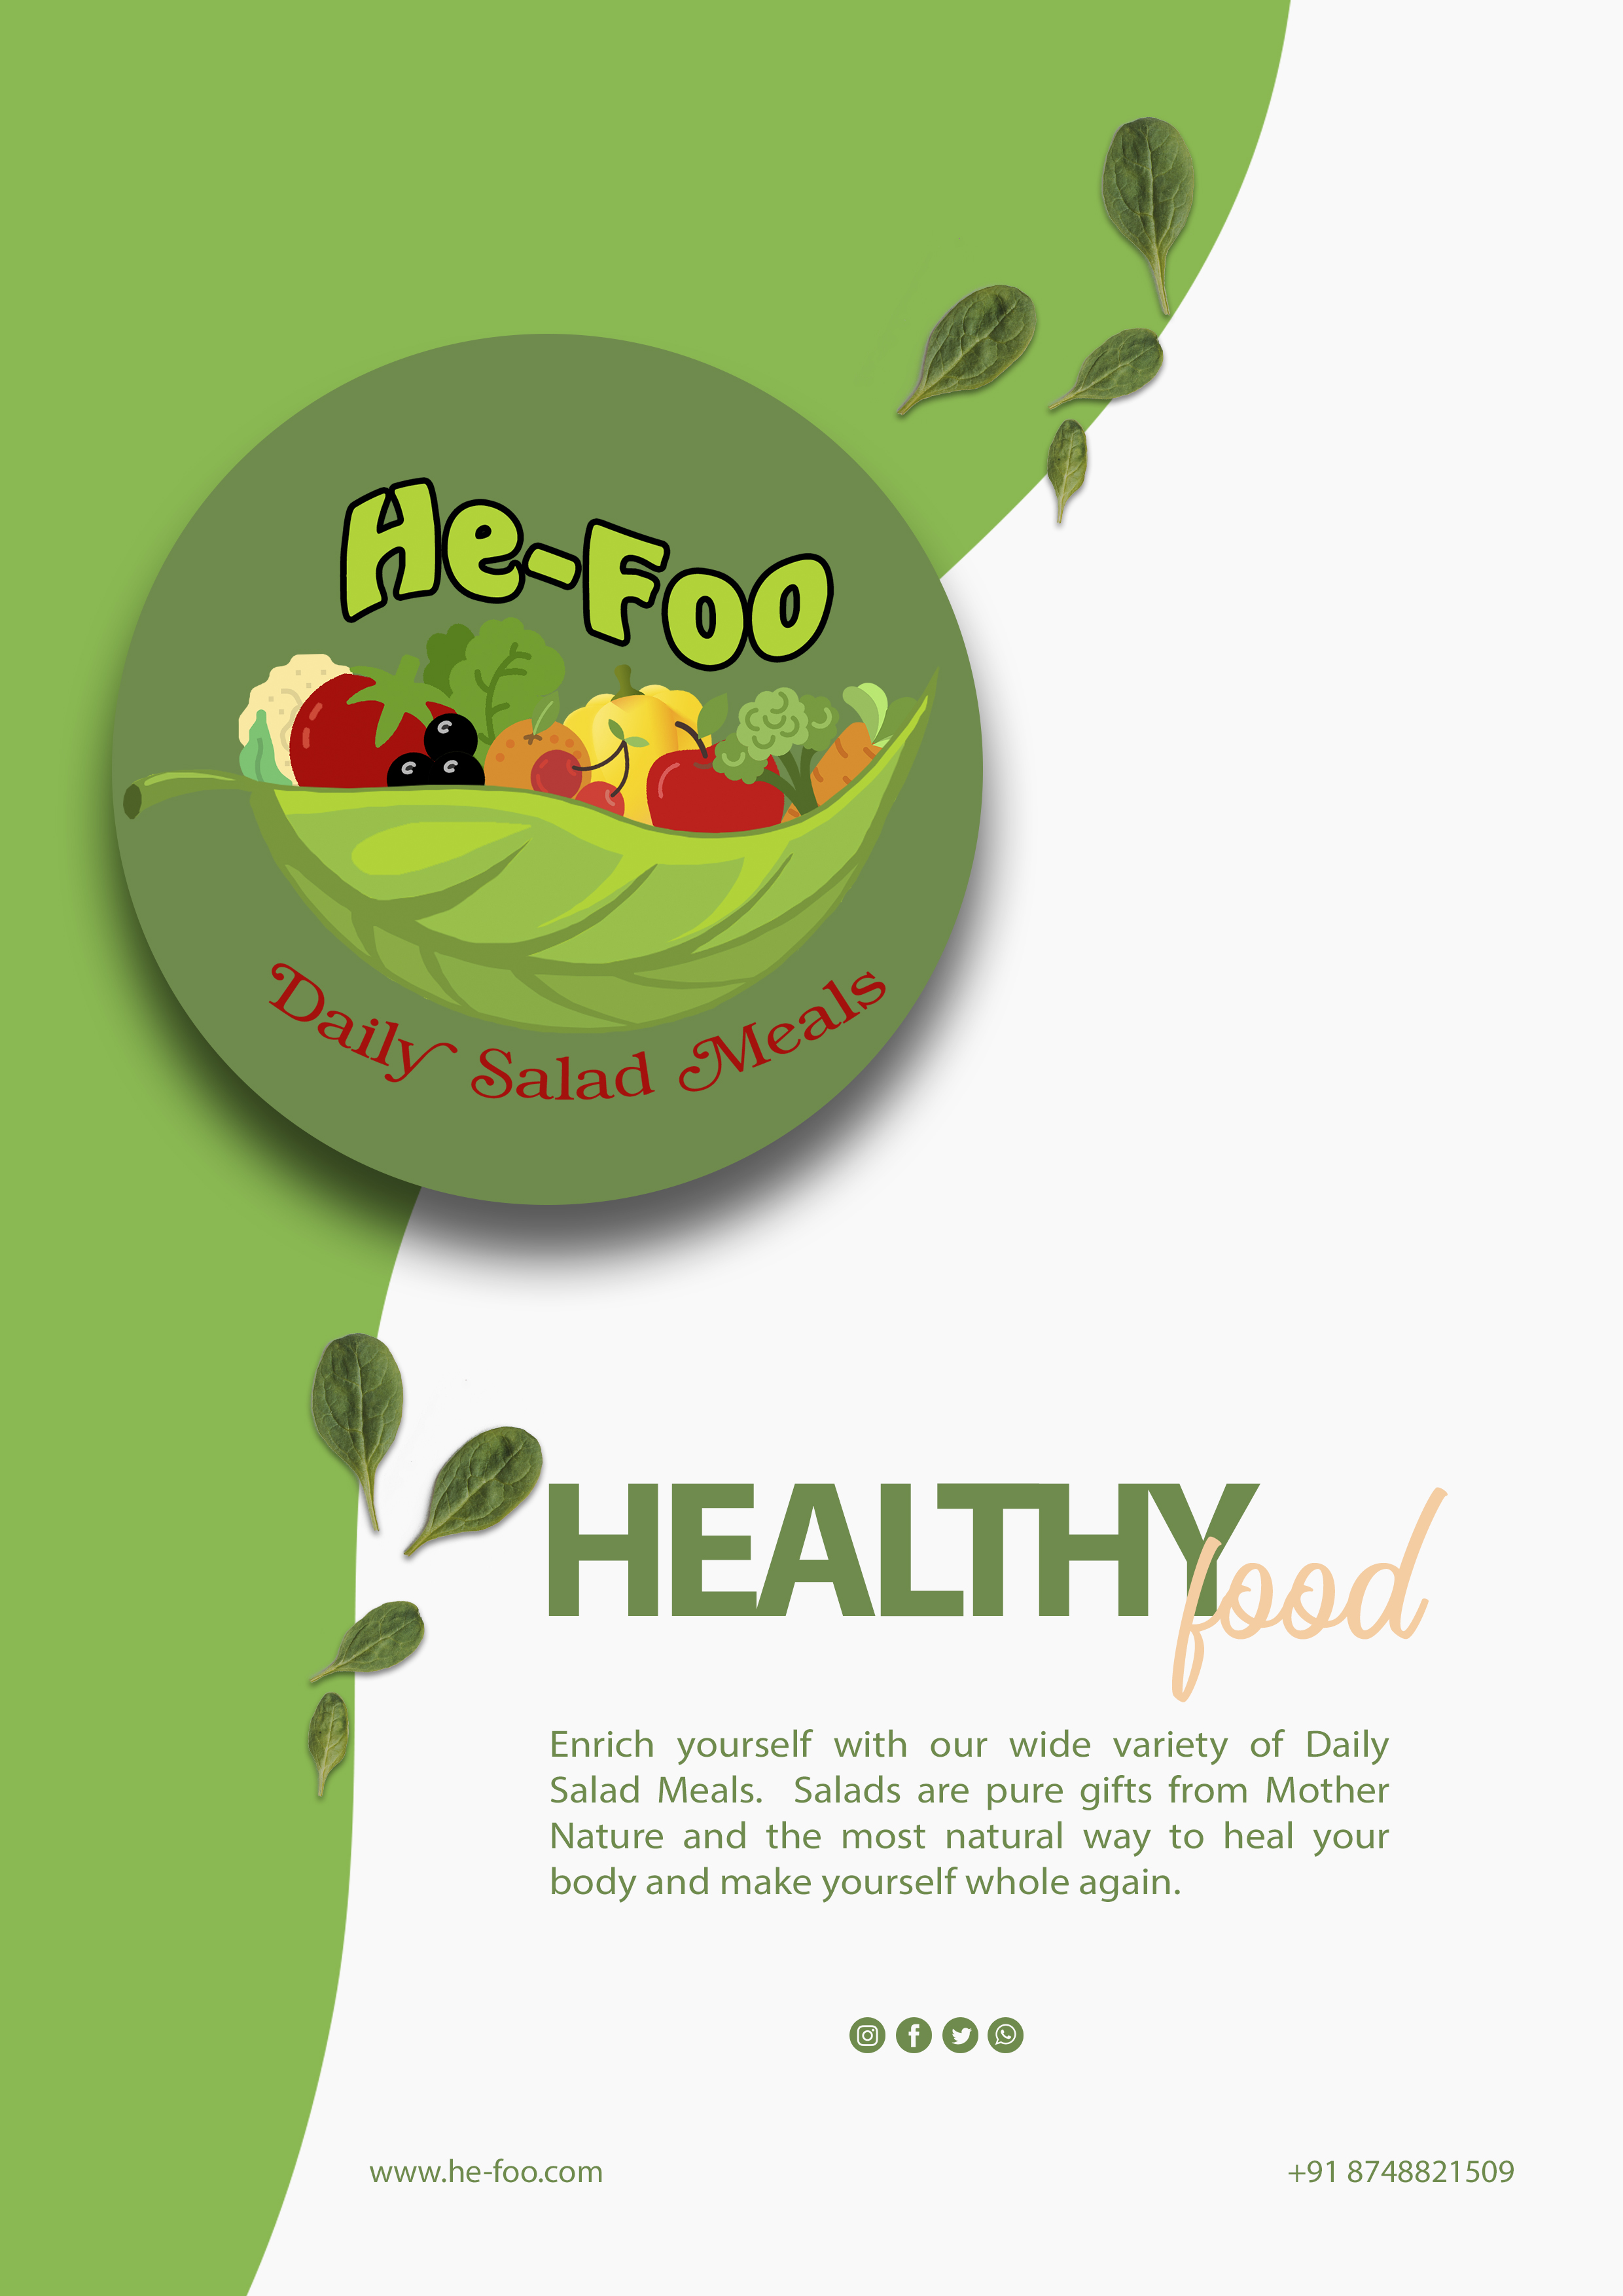 He-Foo
Daily Salad Meals
HEALTHY
food
Enrich yourself with our wide variety of Daily
Salad Meals. Salads are pure gifts from Mother
Nature and the most natural way to heal your
body and make yourself whole again.
www.he-foo.com
+91 8748821509